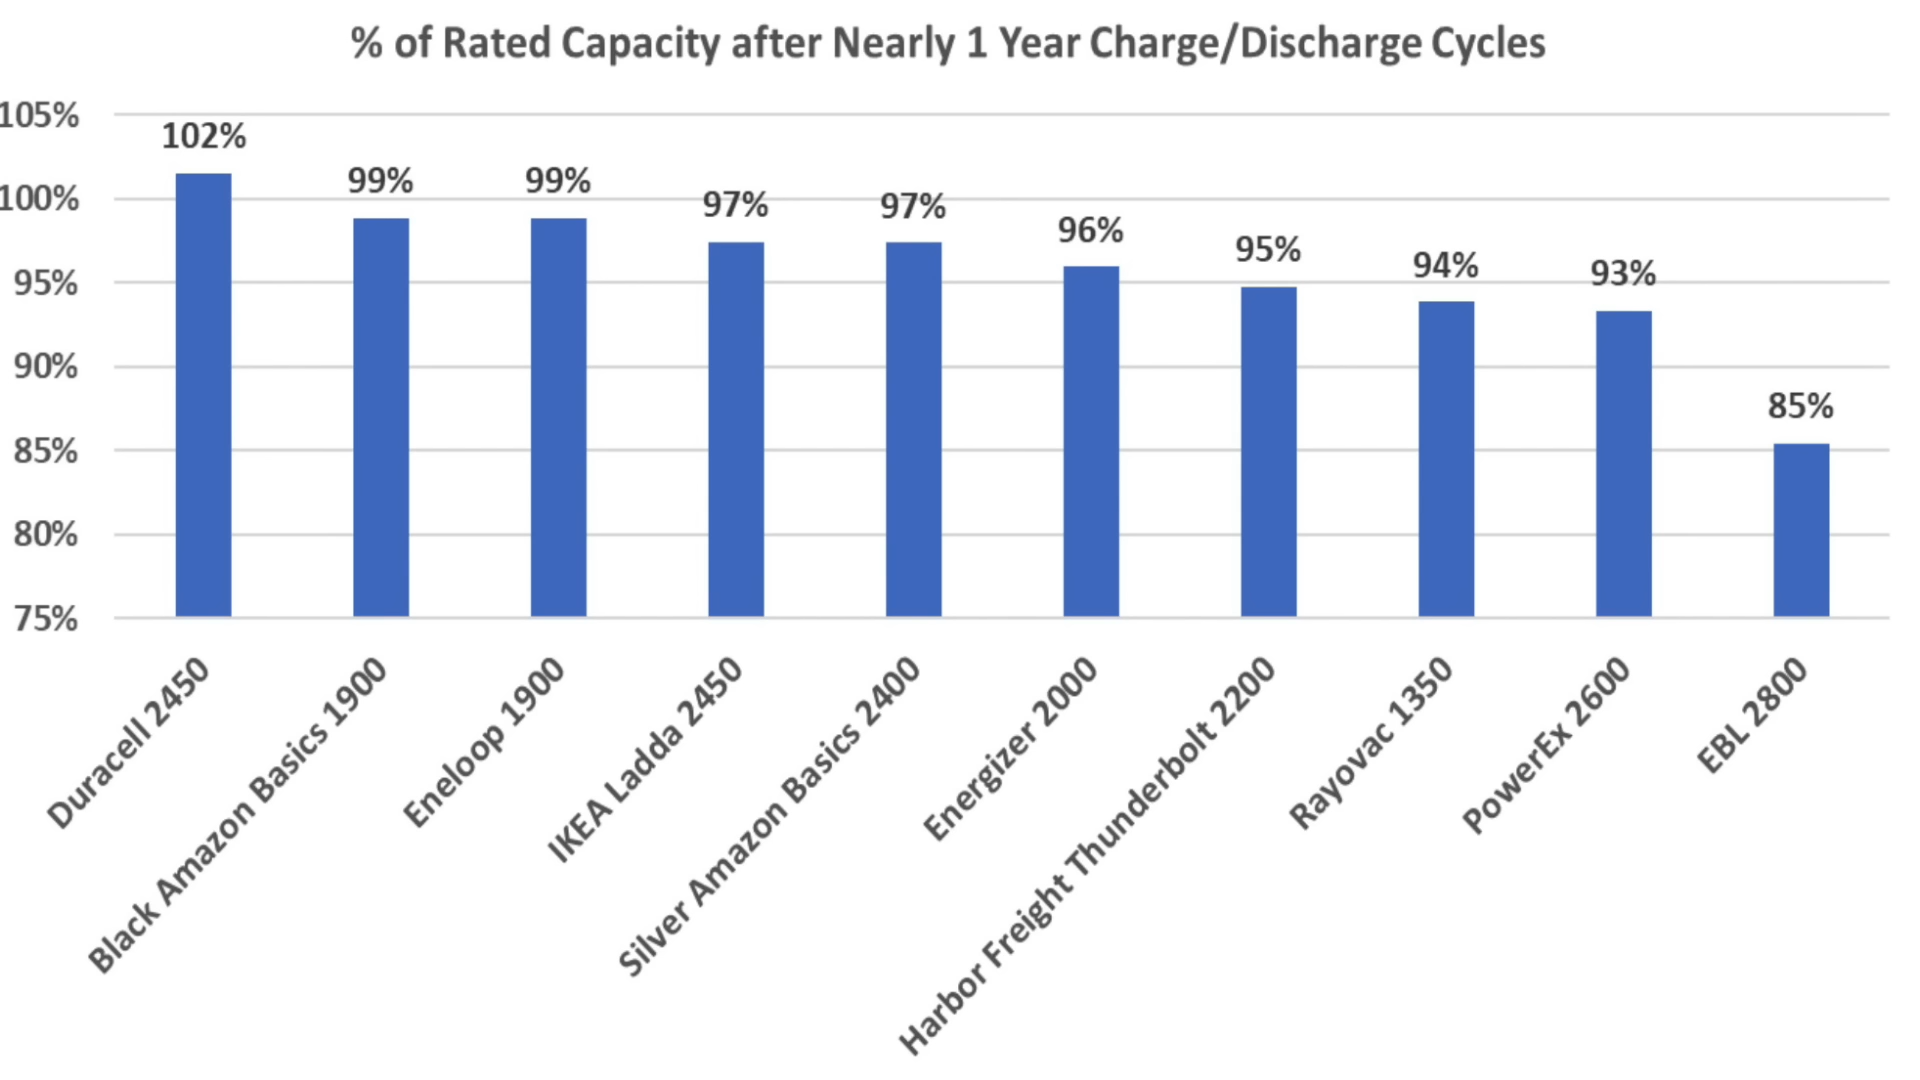 % of Rated Capacity after Nearly 1 Year Charge/Discharge Cycles
105%
100%
95%
90%
85%
80%
75%
102%
99%
99%
97%
97%
96%
95%
94%
93%
85%
Duracell 2450
Black Amazon Basics 1900
Eneloop 1900
IKEA Ladda 2450
Silver Amazon Basics 2400
Energizer 2000
Harbor Freight Thunderbolt 2200
Rayovac 1350
PowerEx 2600
EBL 2800